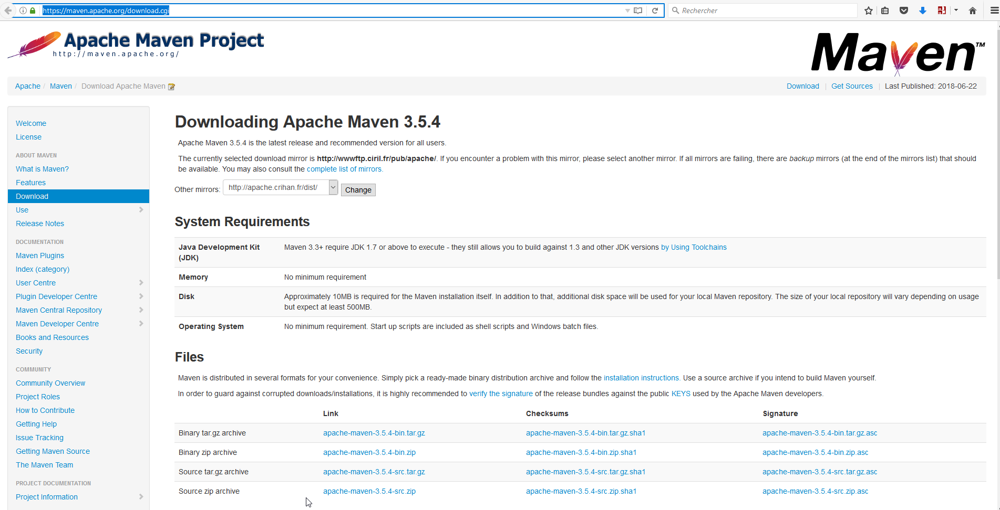 https://maven.apache.org/download.cgi
Rechercher
Apache Maven Project
http://maven.apache.org/
Maven™
Apache / Maven / Download Apache Maven
Download | Get Sources | Last Published: 2018-06-22
Welcome
License
ABOUT MAVEN
What is Maven?
Features
Download
Use
Release Notes
DOCUMENTATION
Maven Plugins
Index (category)
User Centre
Plugin Developer Centre
Maven Central Repository
Maven Developer Centre
Books and Resources
Security
COMMUNITY
Community Overview
Project Roles
How to Contribute
Getting Help
Issue Tracking
Getting Maven Source
The Maven Team
PROJECT DOCUMENTATION
Project Information
Downloading Apache Maven 3.5.4
Apache Maven 3.5.4 is the latest release and recommended version for all users.
The currently selected download mirror is http://wwwftp.ciril.fr/pub/apache/. If you encounter a problem with this mirror, please select another mirror. If all mirrors are failing, there are backup mirrors (at the end of the mirrors list) that should
be available. You may also consult the complete list of mirrors.
Other mirrors: http://apache.crihan.fr/dist/ Change
System Requirements
Java Development Kit Maven 3.3+ require JDK 1.7 or above to execute - they still allows you to build against 1.3 and other JDK versions by Using Toolchains
(JDK)
Memory No minimum requirement
Disk Approximately 10MB is required for the Maven installation itself. In addition to that, additional disk space will be used for your local Maven repository. The size of your local repository will vary depending on usage
but expect at least 500MB.
Operating System No minimum requirement. Start up scripts are included as shell scripts and Windows batch files.
Files
Maven is distributed in several formats for your convenience. Simply pick a ready-made binary distribution archive and follow the installation instructions. Use a source archive if you intend to build Maven yourself.
In order to guard against corrupted downloads/installations, it is highly recommended to verify the signature of the release bundles against the public KEYS used by the Apache Maven developers.
Link Checksums Signature
Binary tar.gz archive apache-maven-3.5.4-bin.tar.gz apache-maven-3.5.4-bin.tar.gz.sha1 apache-maven-3.5.4-bin.tar.gz.asc
Binary zip archive apache-maven-3.5.4-bin.zip apache-maven-3.5.4-bin.zip.sha1 apache-maven-3.5.4-bin.zip.asc
Source tar.gz archive apache-maven-3.5.4-src.tar.gz apache-maven-3.5.4-src.tar.gz.sha1 apache-maven-3.5.4-src.tar.gz.asc
Source zip archive apache-maven-3.5.4-src.zip apache-maven-3.5.4-src.zip.sha1 apache-maven-3.5.4-src.zip.asc